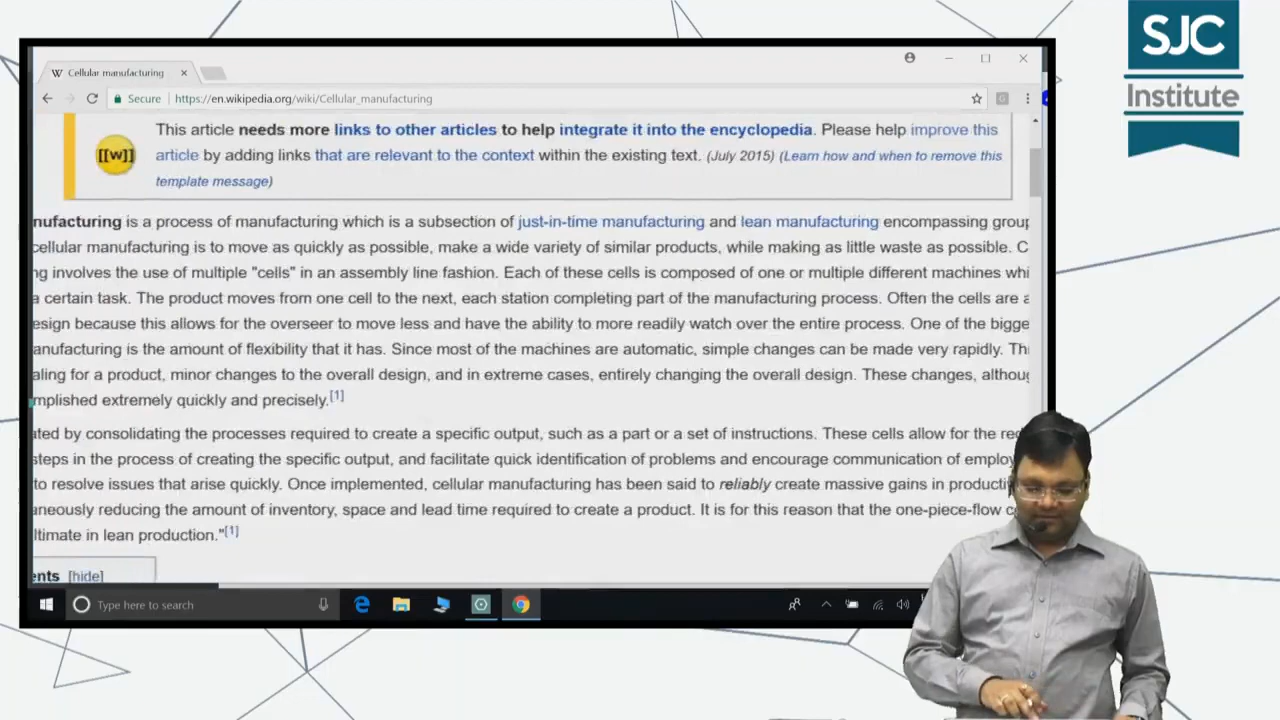 SJC
Institute
Cellular manufacturing
Secure
https://en.wikipedia.org/wiki/Cellular_manufacturing
This article needs more links to other articles to help integrate it into the encyclopedia. Please help improve this
[[w]]
article by adding links that are relevant to the context within the existing text. (July 2015) (Learn how and when to remove this
template message)
nufacturing is a process of manufacturing which is a subsection of just-in-time manufacturing and lean manufacturing encompassing group
cellular manufacturing is to move as quickly as possible, make a wide variety of similar products, while making as little waste as possible. C
ng involves the use of multiple "cells" in an assembly line fashion. Each of these cells is composed of one or multiple different machines whi
a certain task. The product moves from one cell to the next, each station completing part of the manufacturing process. Often the cells are a
esign because this allows for the overseer to move less and have the ability to more readily watch over the entire process. One of the bigge
anufacturing is the amount of flexibility that it has. Since most of the machines are automatic, simple changes can be made very rapidly. Th
aling for a product, minor changes to the overall design, and in extreme cases, entirely changing the overall design. These changes, althoug
mplished extremely quickly and precisely.[1]
ated by consolidating the processes required to create a specific output, such as a part or a set of instructions. These cells allow for the red
steps in the process of creating the specific output, and facilitate quick identification of problems and encourage communication of employ
to resolve issues that arise quickly. Once implemented, cellular manufacturing has been said to reliably create massive gains in producti
aneously reducing the amount of inventory, space and lead time required to create a product. It is for this reason that the one-piece-flow c
ltimate in lean production."[1]
ents [hide]
Type here to search